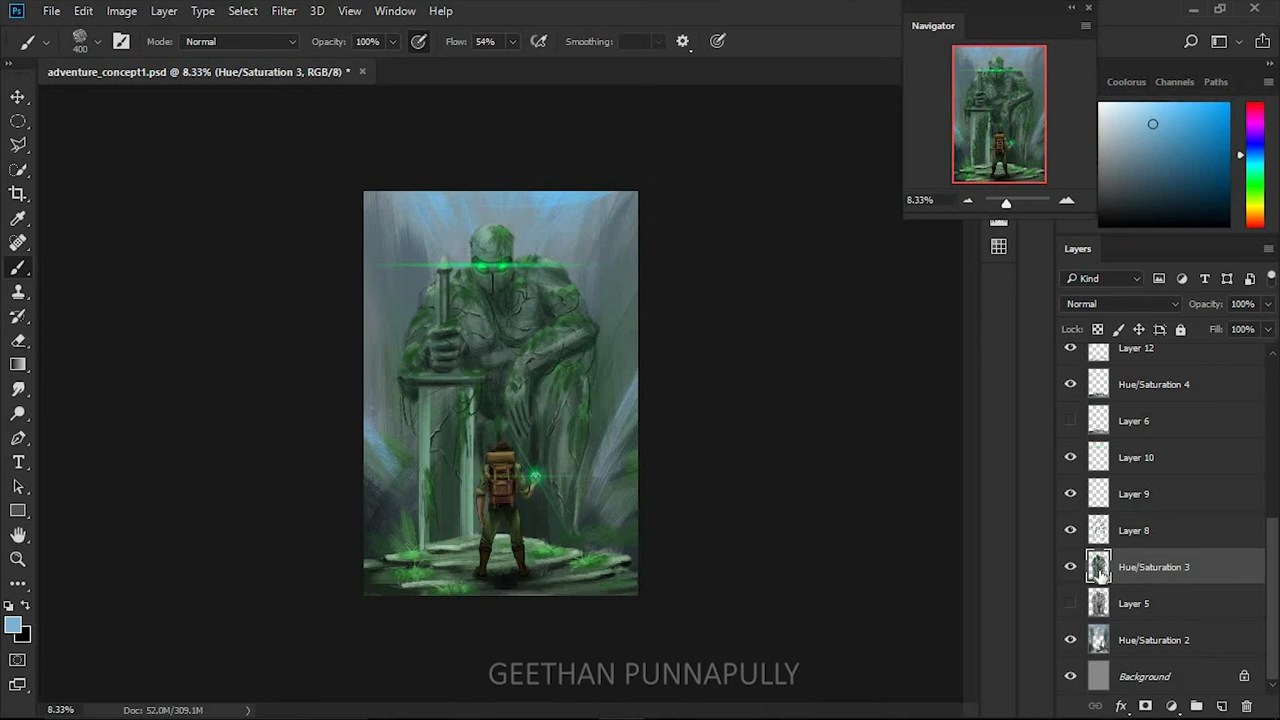 Ps File Edit Image Layer Type Select Filter 3D View Window Help
400 Mode: Normal Opacity: 100% Flow: 54% Smoothing:
adventure_concept1.psd @ 8.33% (Hue/Saturation 3, RGB/8) *
Navigator
8.33%
Coolorus Channels Paths
Layers
Kind
Normal Opacity: 100%
Lock: Fill: 100%
Layer 12
Hue/Saturation 4
Layer 6
Layer 10
Layer 9
Layer 8
Hue/Saturation 3
Layer 5
Hue/Saturation 2
Background
GEETHAN PUNNAPULLY
8.33% Doc: 52.0M/309.1M